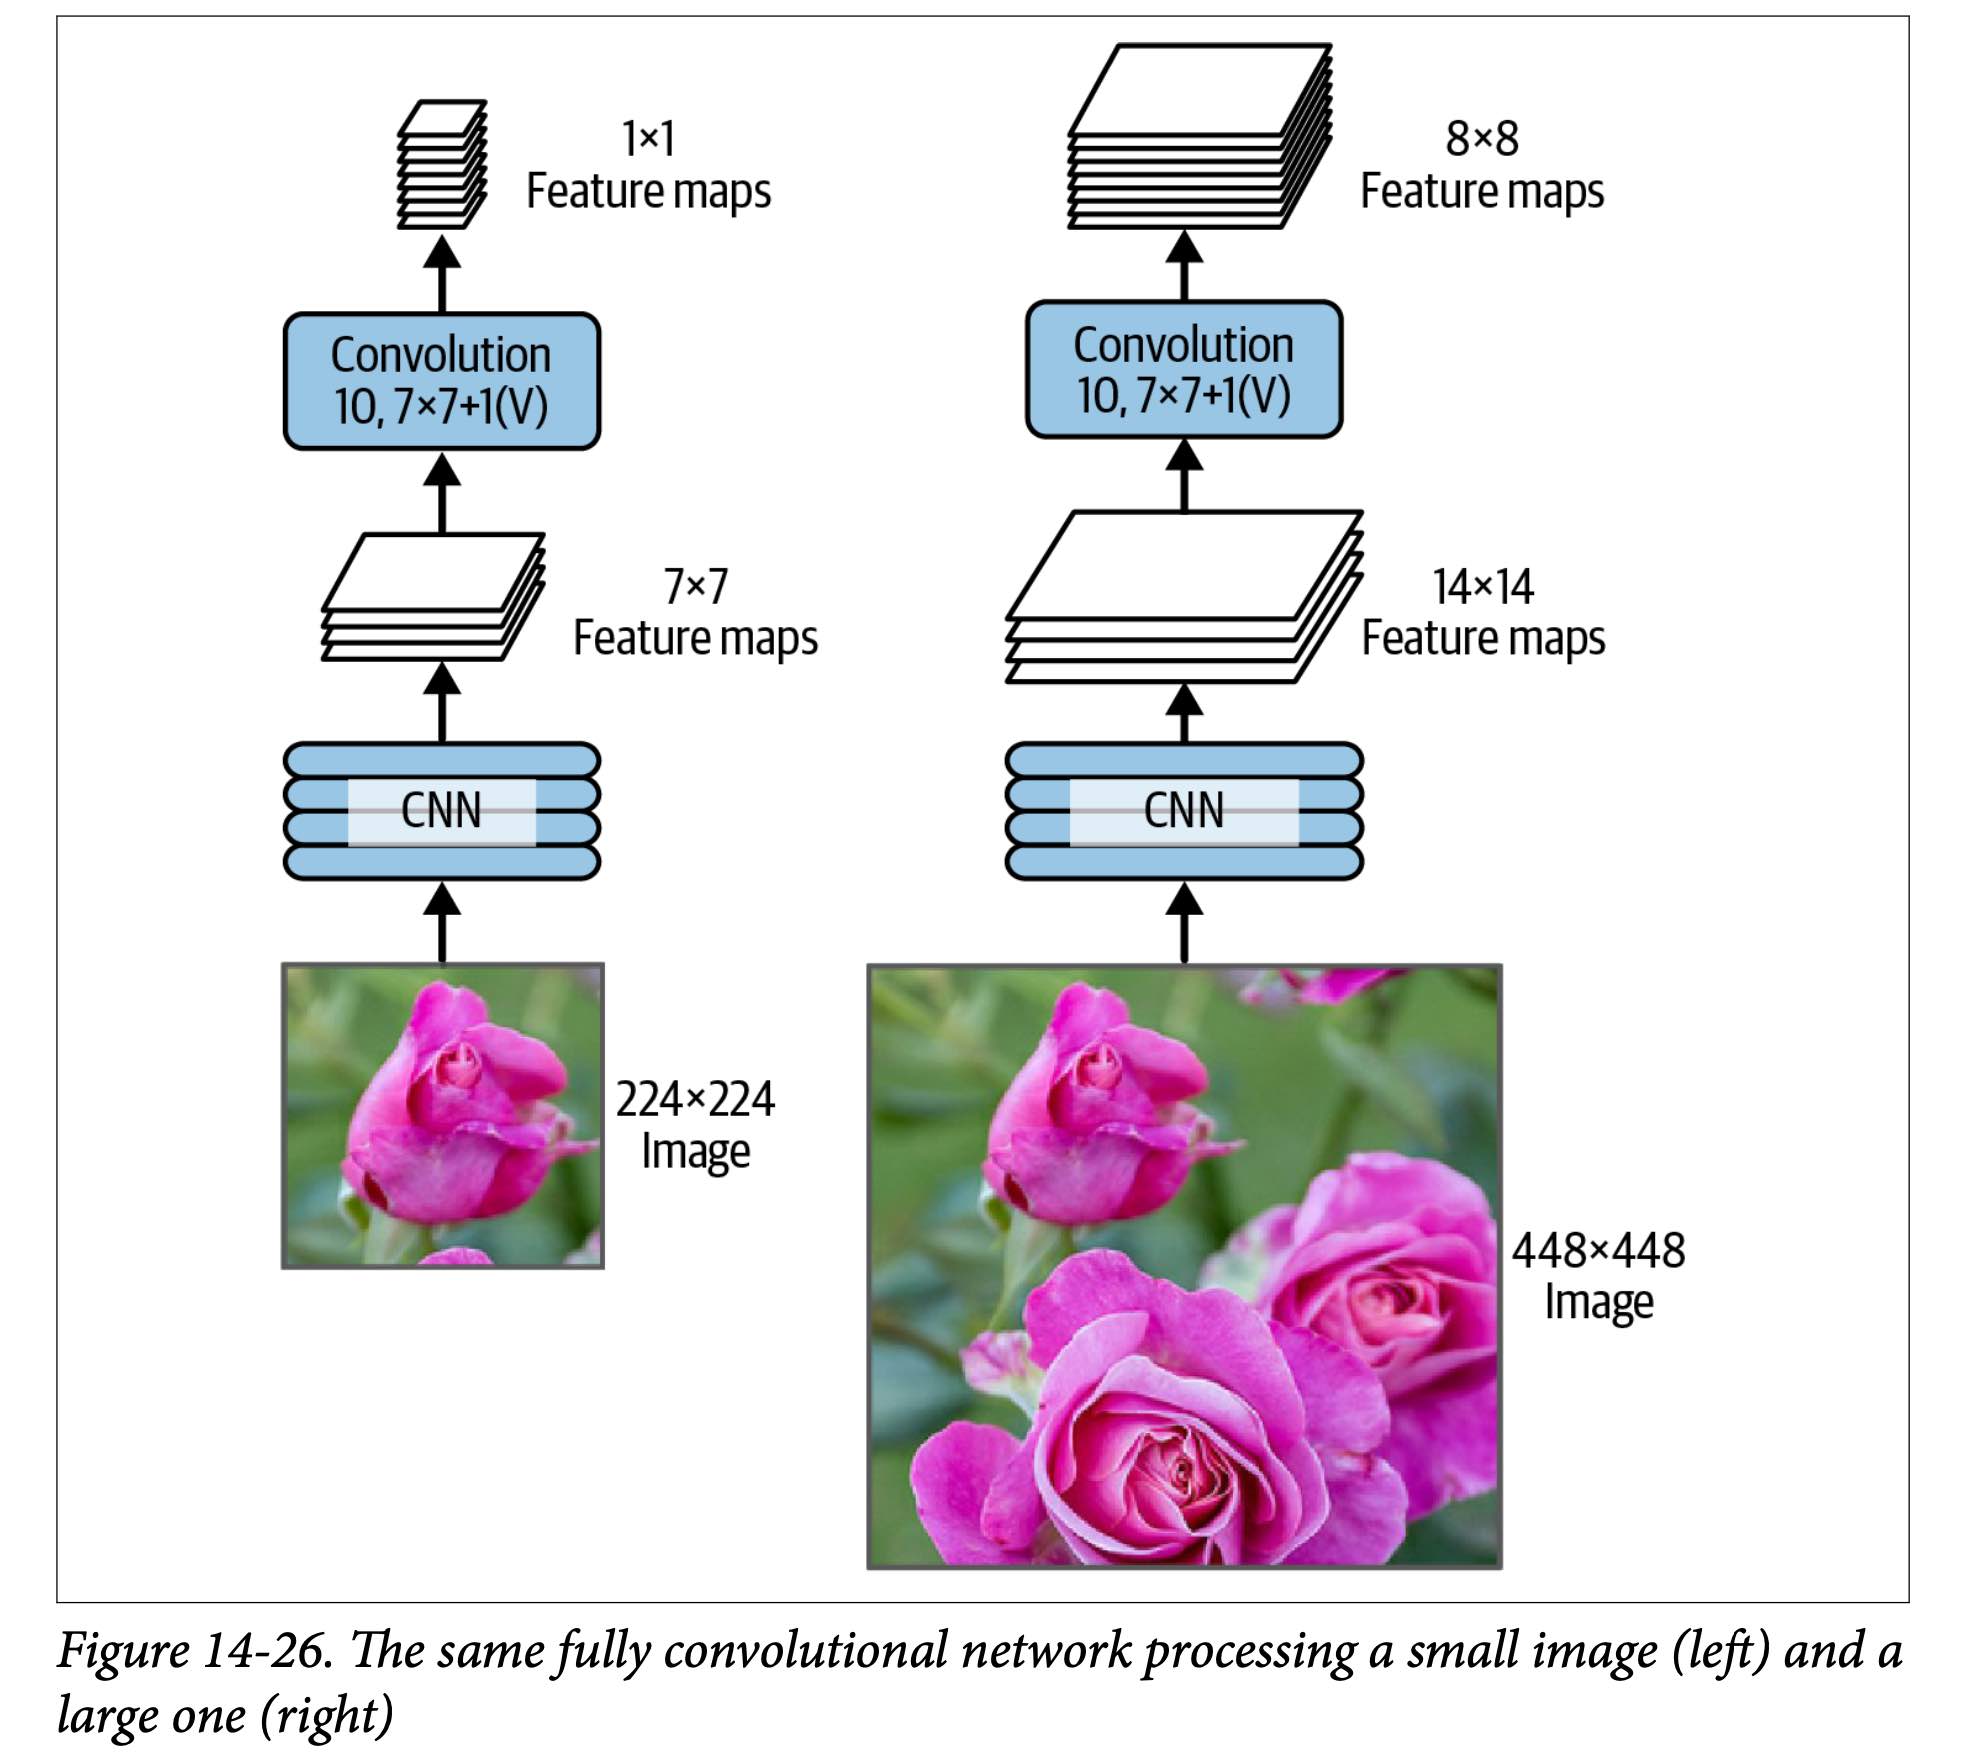 1×1
Feature maps
8×8
Feature maps
Convolution
10, 7×7+1(V)
Convolution
10, 7×7+1(V)
7×7
Feature maps
14×14
Feature maps
CNN
CNN
224×224
Image
448×448
Image
Figure 14-26. The same fully convolutional network processing a small image (left) and a
large one (right)